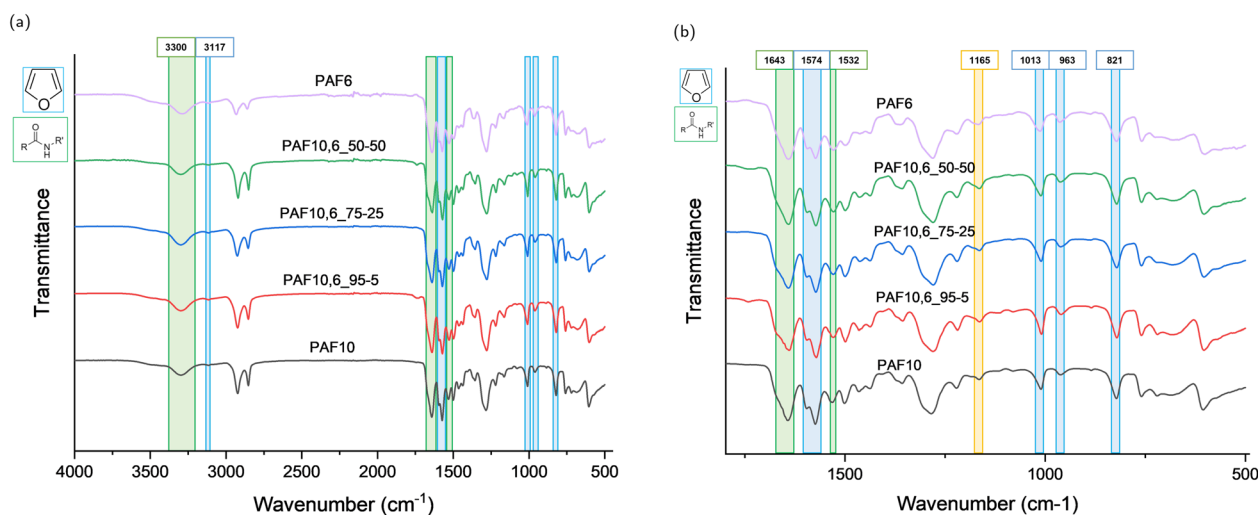 (a)
3300
3117
O
O
R
N
H
R'
PAF6
PAF10,6_50-50
PAF10,6_75-25
PAF10,6_95-5
PAF10
Transmittance
4000 3500 3000 2500 2000 1500 1000 500
Wavenumber (cm-1)
(b)
1643 1574 1532 1165 1013 963 821
O
O
R
N
H
R'
PAF6
PAF10,6_50-50
PAF10,6_75-25
PAF10,6_95-5
PAF10
Transmittance
1500 1000 500
Wavenumber (cm-1)